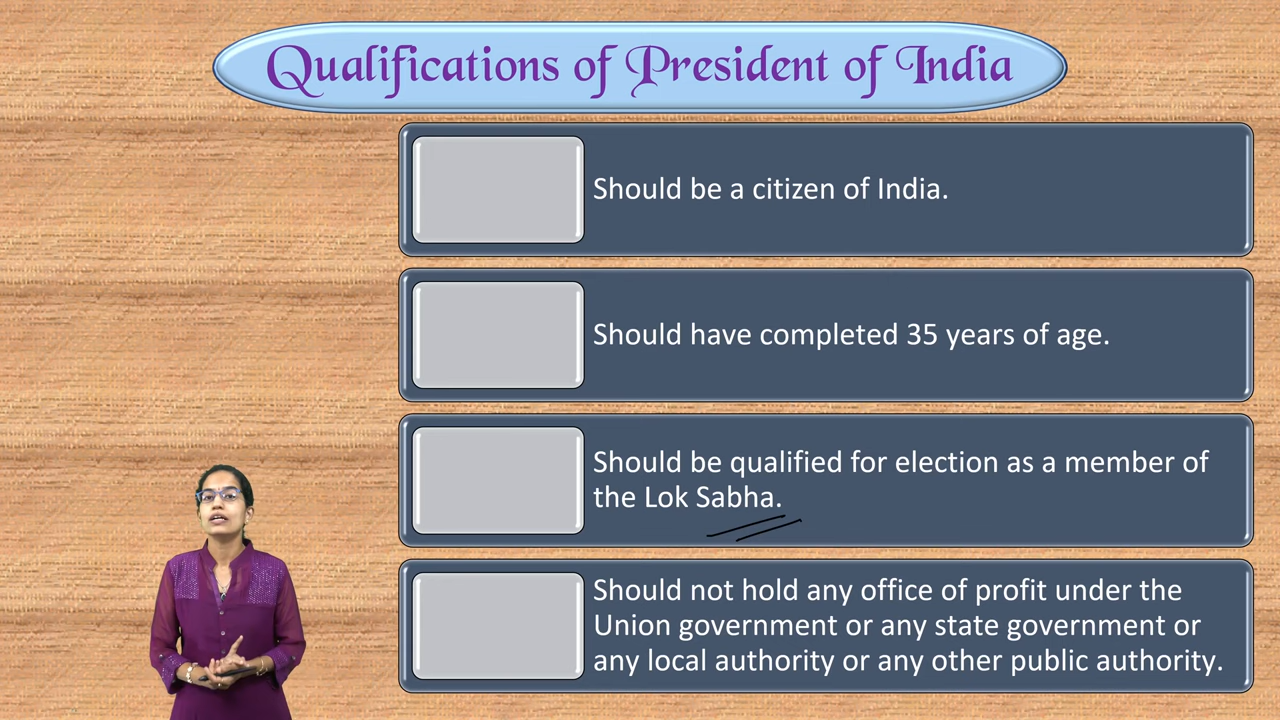 Qualifications of President of India
Should be a citizen of India.
Should have completed 35 years of age.
Should be qualified for election as a member of
the Lok Sabha.
Should not hold any office of profit under the
Union government or any state government or
any local authority or any other public authority.